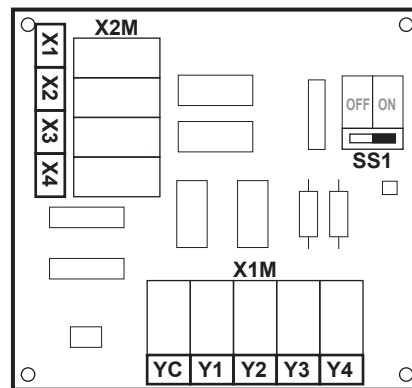 X2M
X1
X2
X3
X4
OFF ON
SS1
X1M
YC Y1 Y2 Y3 Y4